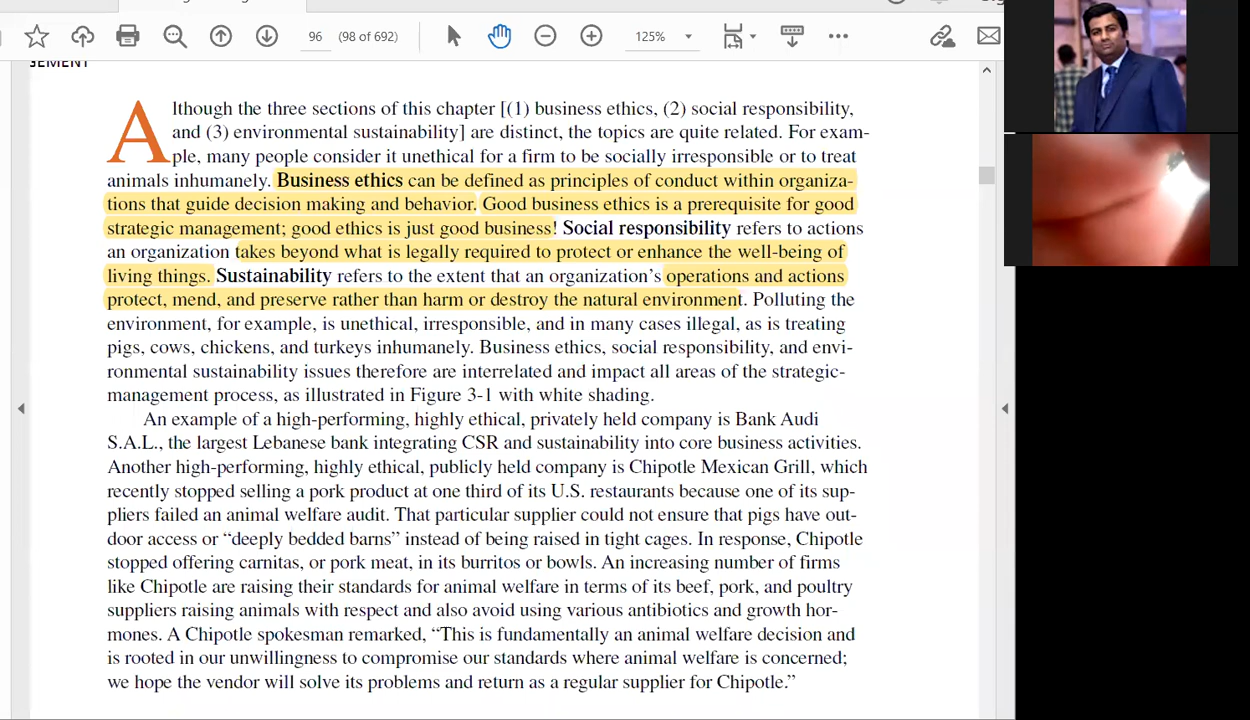 96 (98 of 692) 125%
GEMENT
Although the three sections of this chapter [(1) business ethics, (2) social responsibility,
and (3) environmental sustainability] are distinct, the topics are quite related. For exam-
ple, many people consider it unethical for a firm to be socially irresponsible or to treat
animals inhumanely. Business ethics can be defined as principles of conduct within organiza-
tions that guide decision making and behavior. Good business ethics is a prerequisite for good
strategic management; good ethics is just good business! Social responsibility refers to actions
an organization takes beyond what is legally required to protect or enhance the well-being of
living things. Sustainability refers to the extent that an organization’s operations and actions
protect, mend, and preserve rather than harm or destroy the natural environment. Polluting the
environment, for example, is unethical, irresponsible, and in many cases illegal, as is treating
pigs, cows, chickens, and turkeys inhumanely. Business ethics, social responsibility, and envi-
ronmental sustainability issues therefore are interrelated and impact all areas of the strategic-
management process, as illustrated in Figure 3-1 with white shading.
An example of a high-performing, highly ethical, privately held company is Bank Audi
S.A.L., the largest Lebanese bank integrating CSR and sustainability into core business activities.
Another high-performing, highly ethical, publicly held company is Chipotle Mexican Grill, which
recently stopped selling a pork product at one third of its U.S. restaurants because one of its sup-
pliers failed an animal welfare audit. That particular supplier could not ensure that pigs have out-
door access or “deeply bedded barns” instead of being raised in tight cages. In response, Chipotle
stopped offering carnitas, or pork meat, in its burritos or bowls. An increasing number of firms
like Chipotle are raising their standards for animal welfare in terms of its beef, pork, and poultry
suppliers raising animals with respect and also avoid using various antibiotics and growth hor-
mones. A Chipotle spokesman remarked, “This is fundamentally an animal welfare decision and
is rooted in our unwillingness to compromise our standards where animal welfare is concerned;
we hope the vendor will solve its problems and return as a regular supplier for Chipotle.”